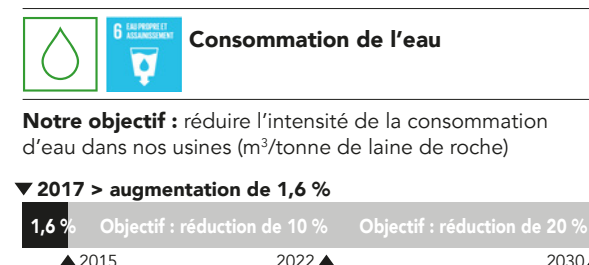 6 EAU PROPRE ET
ASSAINISSEMENT
Consommation de l’eau
Notre objectif : réduire l’intensité de la consommation
d’eau dans nos usines (m³/tonne de laine de roche)
▼2017 > augmentation de 1,6 %
1,6 % Objectif : réduction de 10 % Objectif : réduction de 20 %
▲2015 2022▲ 2030▲